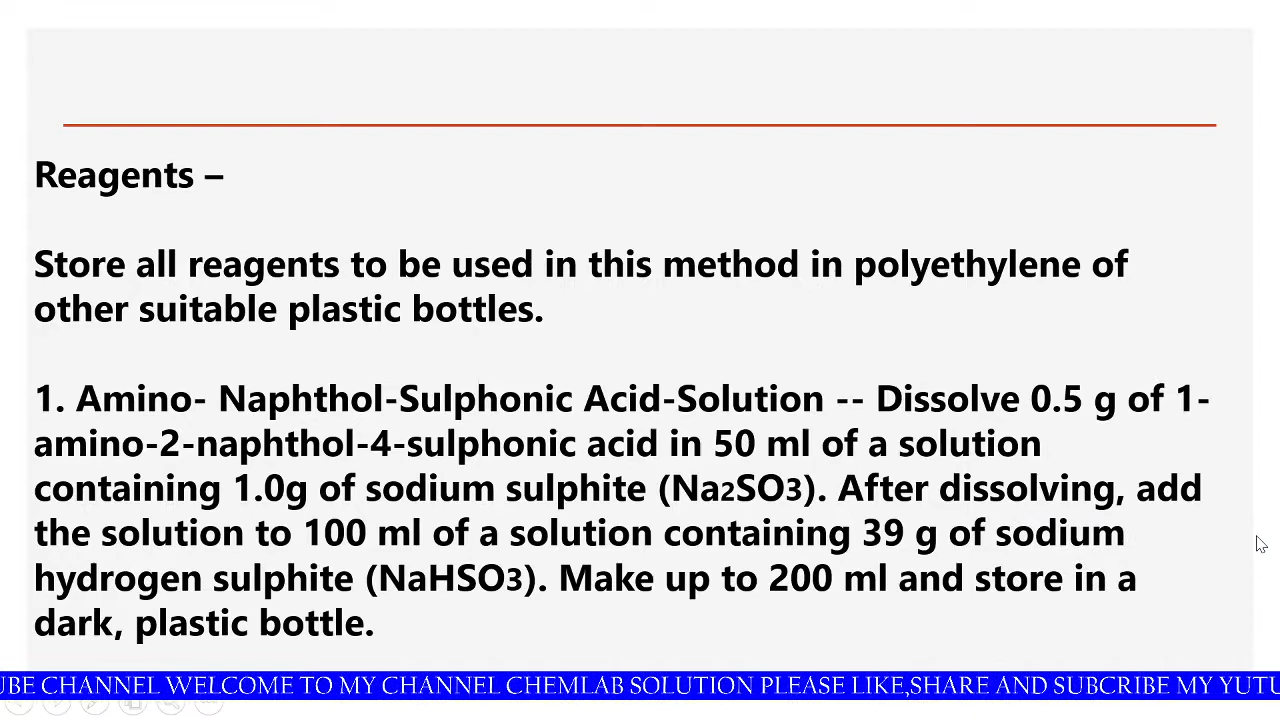 Reagents –
Store all reagents to be used in this method in polyethylene of
other suitable plastic bottles.
1. Amino- Naphthol-Sulphonic Acid-Solution -- Dissolve 0.5 g of 1-
amino-2-naphthol-4-sulphonic acid in 50 ml of a solution
containing 1.0g of sodium sulphite (Na2SO3). After dissolving, add
the solution to 100 ml of a solution containing 39 g of sodium
hydrogen sulphite (NaHSO3). Make up to 200 ml and store in a
dark, plastic bottle.
UBE CHANNEL WELCOME TO MY CHANNEL CHEMLAB SOLUTION PLEASE LIKE,SHARE AND SUBCRIBE MY YUTU